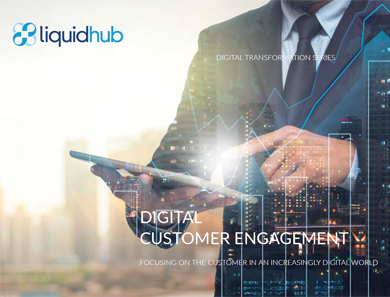 liquidhub
DIGITAL TRANSFORMATION SERIES
DIGITAL
CUSTOMER ENGAGEMENT
FOCUSING ON THE CUSTOMER IN AN INCREASINGLY DIGITAL WORLD